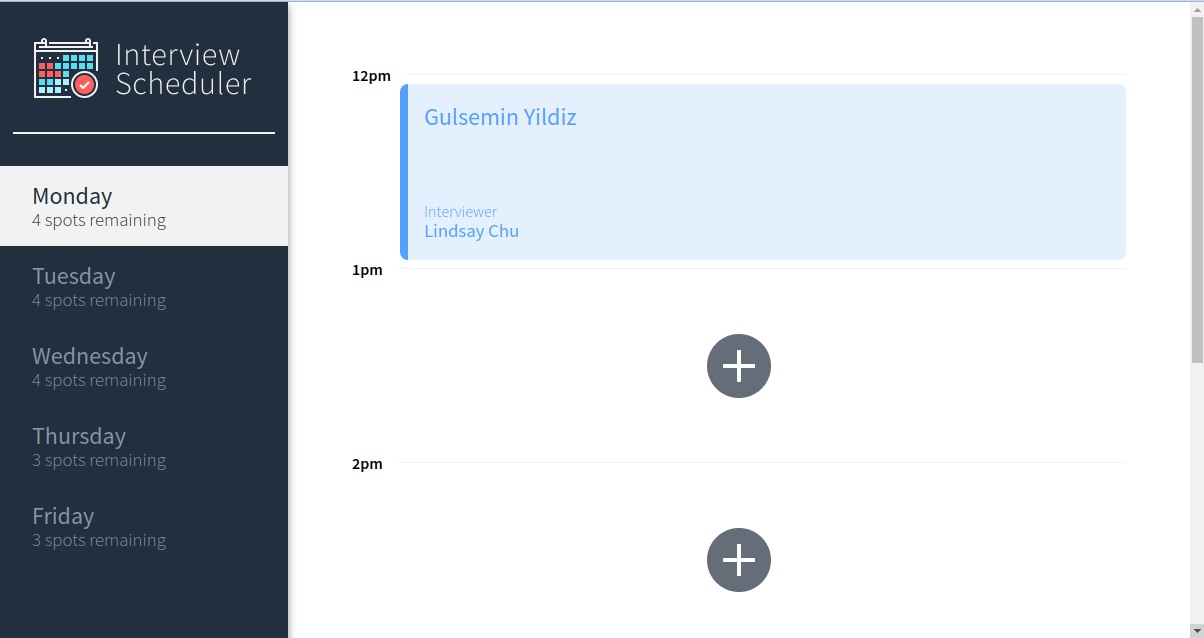 Interview
Scheduler
Monday
4 spots remaining
Tuesday
4 spots remaining
Wednesday
4 spots remaining
Thursday
3 spots remaining
Friday
3 spots remaining
12pm
Gulsemin Yildiz
Interviewer
Lindsay Chu
1pm
2pm